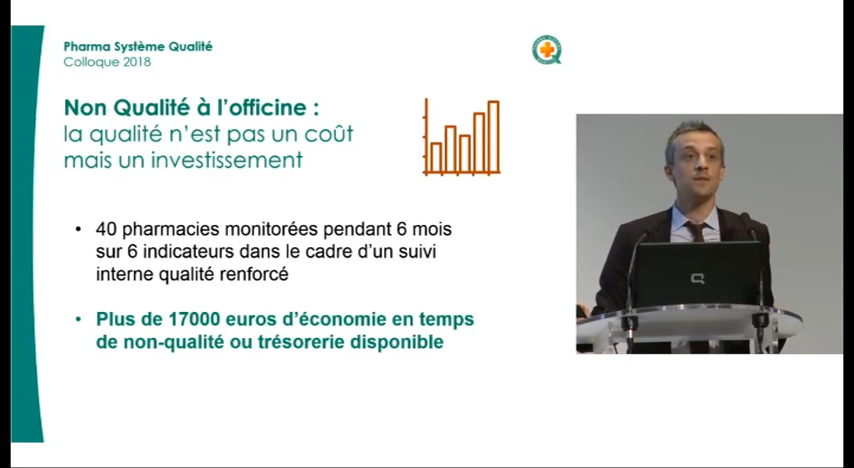 Pharma Système Qualité
Colloque 2018
Non Qualité à l'officine :
la qualité n'est pas un coût
mais un investissement
• 40 pharmacies monitorées pendant 6 mois
sur 6 indicateurs dans le cadre d'un suivi
interne qualité renforcé
• Plus de 17000 euros d'économie en temps
de non-qualité ou trésorerie disponible